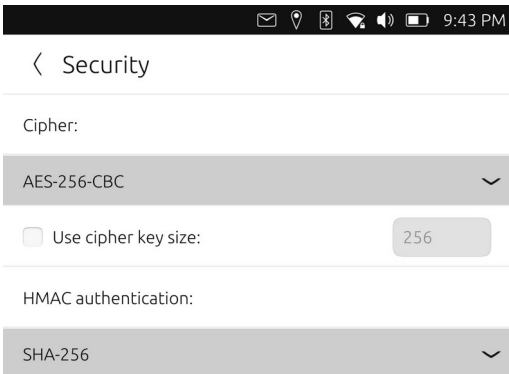 9:43 PM
Security
Cipher:
AES-256-CBC
Use cipher key size:
256
HMAC authentication:
SHA-256